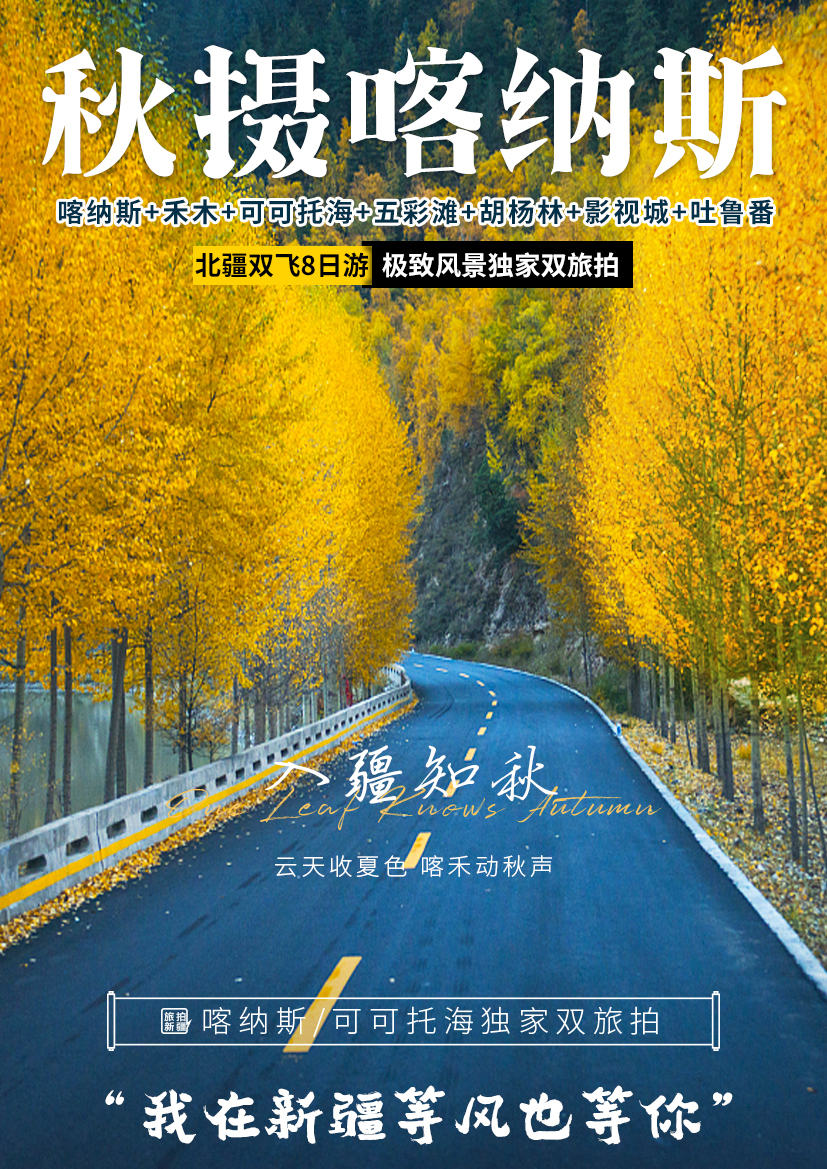 秋摄喀纳斯
喀纳斯+禾木+可可托海+五彩滩+胡杨林+影视城+吐鲁番
北疆双飞8日游 极致风景独家双旅拍
入疆知秋
One Leaf Knows Autumn
云天收夏色 喀禾动秋声
旅拍新疆 喀纳斯/可可托海独家双旅拍
“我在新疆等风也等你”